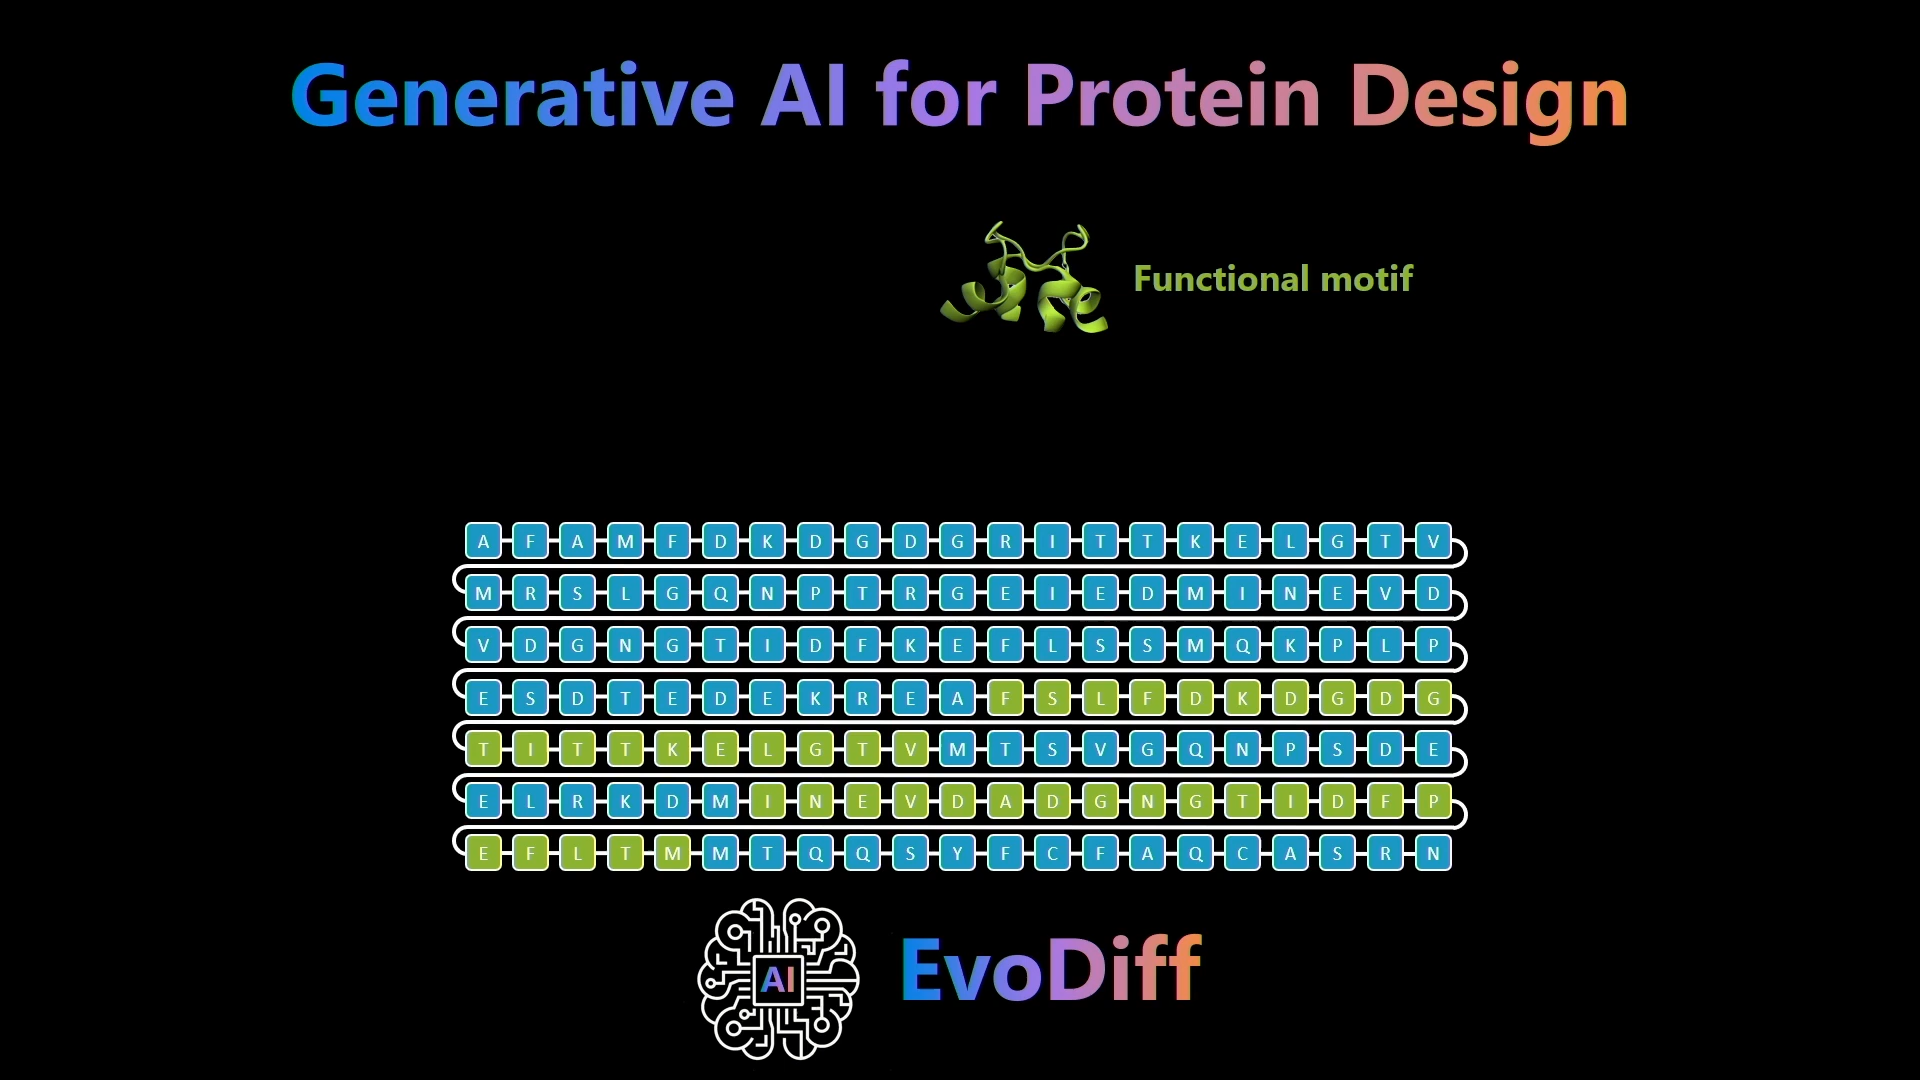 Generative AI for Protein Design
Functional motif
A F A M F D K D G D G R I T T K E L G T V
M R S L G Q N P T R G E I E D M I N E V D
V D G N G T I D F K E F L S S M Q K P L P
E S D T E D E K R E A F S L F D K D G D G
T I T T K E L G T V M T S V G Q N P S D E
E L R K D M I N E V D A D G N G T I D F P
E F L T M M T Q Q S Y F C F A Q C A S R N
AI
EvoDiff